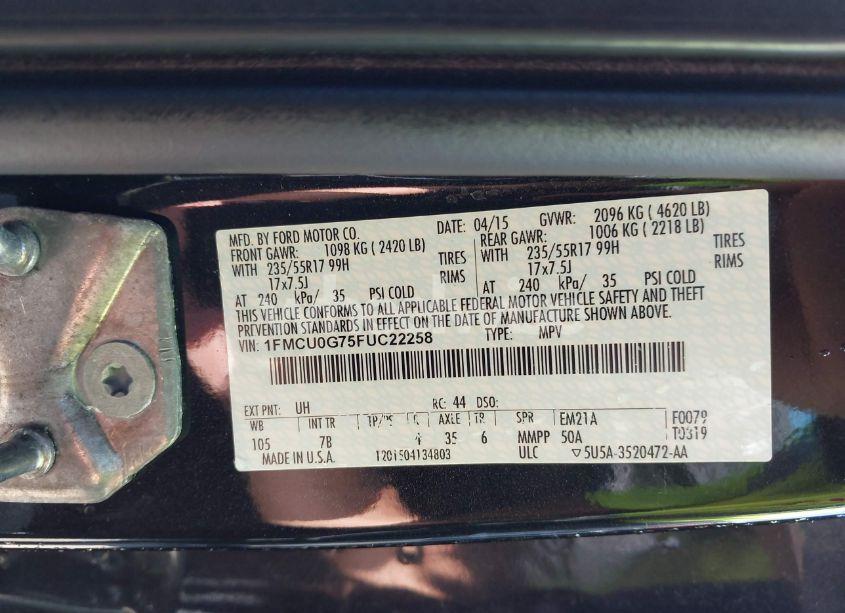 MFD. BY FORD MOTOR CO. DATE: 04/15 GVWR: 2096 KG ( 4620 LB)
FRONT GAWR: 1098 KG ( 2420 LB) REAR GAWR: 1006 KG ( 2218 LB)
WITH 235/55R17 99H WITH 235/55R17 99H TIRES
17x7.5J 17x7.5J RIMS
AT 240 kPa/ 35 PSI COLD AT 240 kPa/ 35 PSI COLD
THIS VEHICLE CONFORMS TO ALL APPLICABLE FEDERAL MOTOR VEHICLE SAFETY AND THEFT
PREVENTION STANDARDS IN EFFECT ON THE DATE OF MANUFACTURE SHOWN ABOVE.
VIN: 1FMCU0G75FUC22258 TYPE: MPV
EXT PNT: UH RC: 44 DSO:
WB INT TR TP/PS AXLE TR SPR EM21A F0079
105 7B 35 6 MMPP 50A T0319
MADE IN U.S.A. 1201504134803 ULC ▽5U5A-3520472-AA